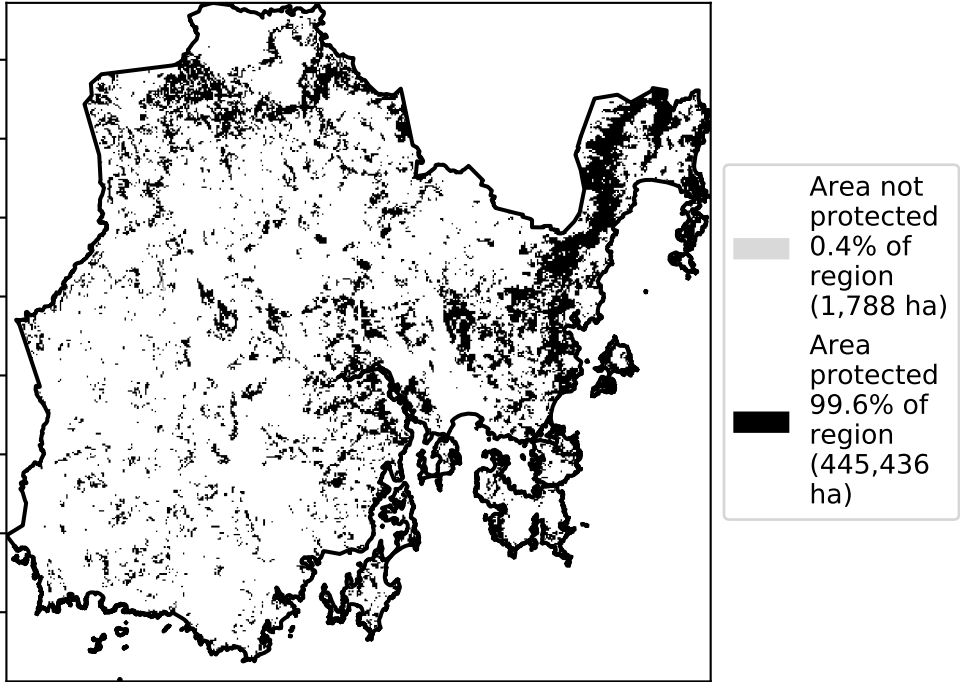 Area not
protected
0.4% of
region
(1,788 ha)
Area
protected
99.6% of
region
(445,436
ha)